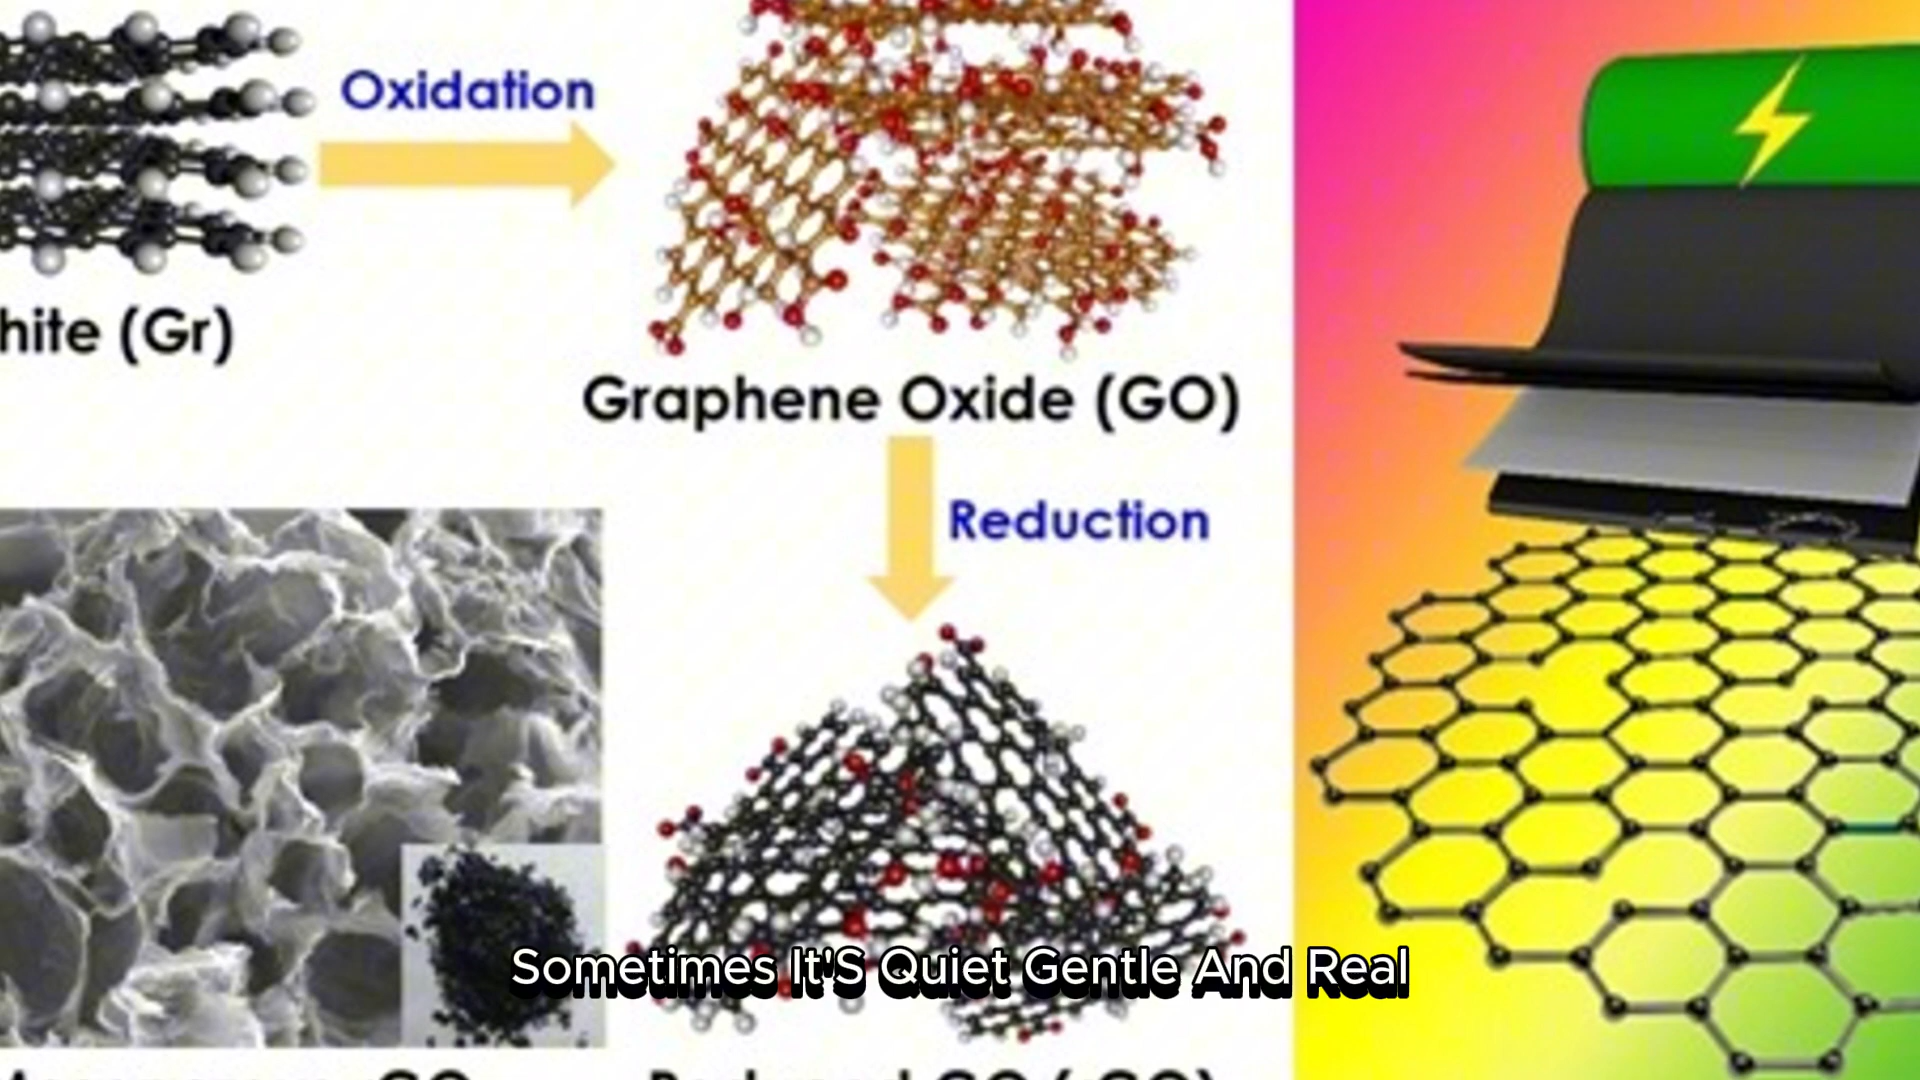 Oxidation
hite (Gr)
Graphene Oxide (GO)
Reduction
Sometimes It'S Quiet Gentle And Real